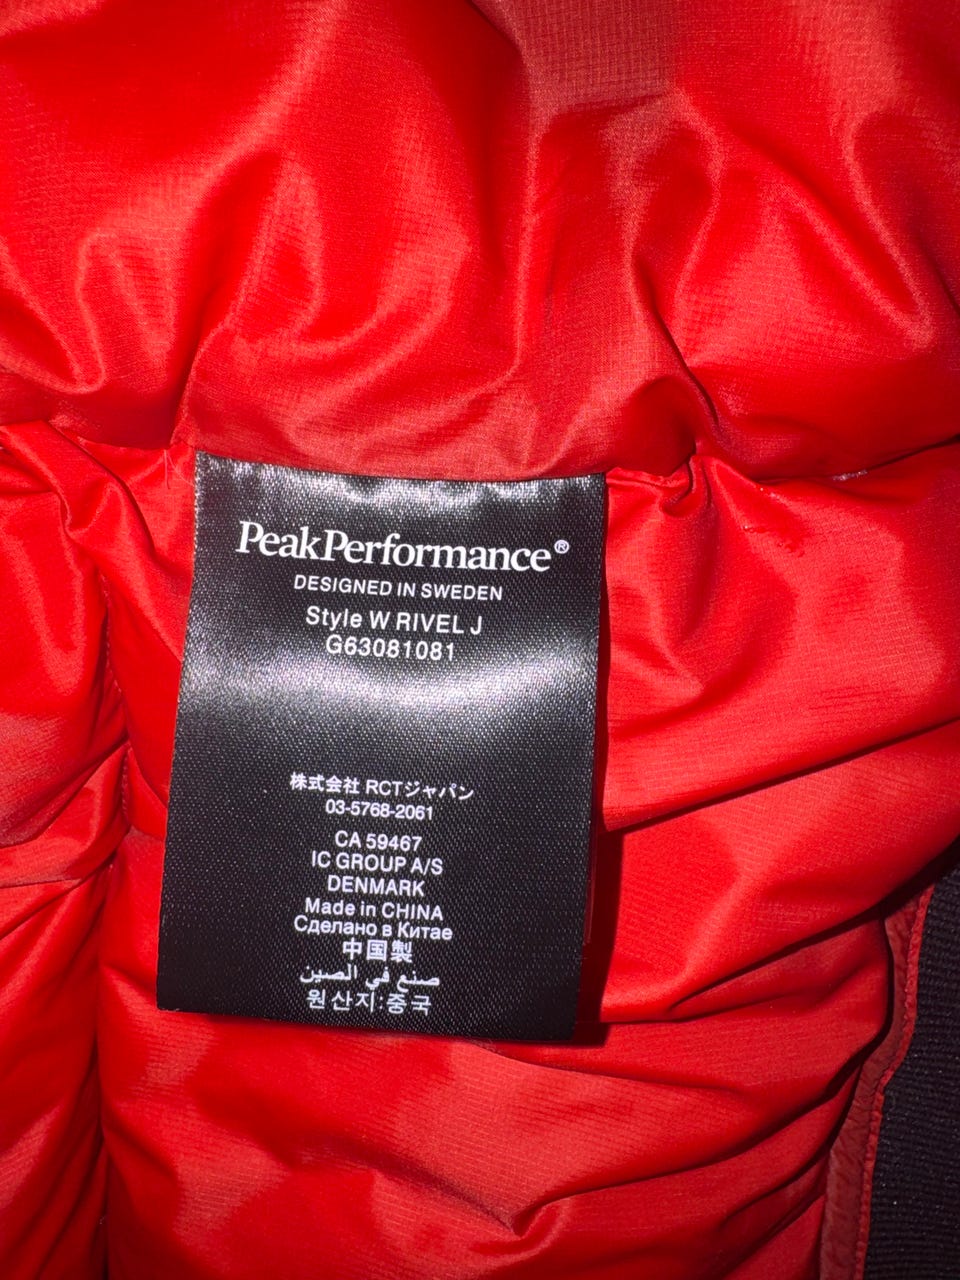 PeakPerformance®
DESIGNED IN SWEDEN
Style W RIVEL J
G63081081
株式会社 RCTジャパン
03-5768-2061
CA 59467
IC GROUP A/S
DENMARK
Made in CHINA
Сделано в Китае
中国製
صنع في الصين
원산지:중국